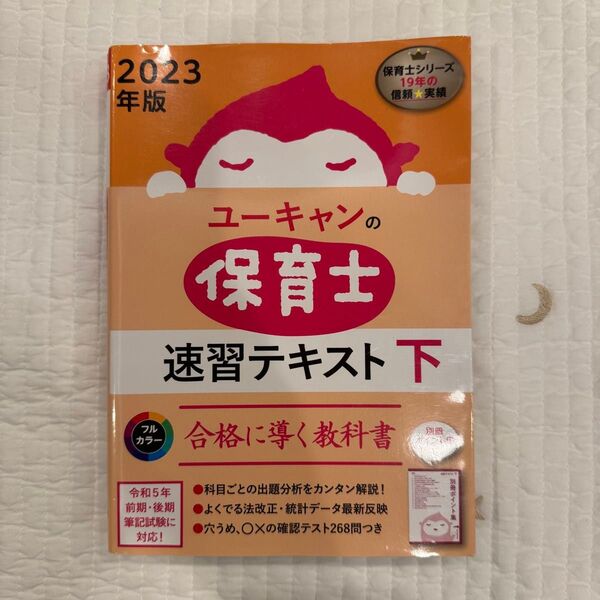 2023
年版
保育士シリーズ
19年の
信頼★実績
ユーキャンの
保育士
速習テキスト 下
フル
カラー
合格に導く教科書
別冊
令和5年
前期・後期
筆記試験に
対応!
●科目ごとの出題分析をカンタン解説!
●よくでる法改正・統計データ最新反映
●穴うめ、○×の確認テスト268問つき
別冊ポイント集